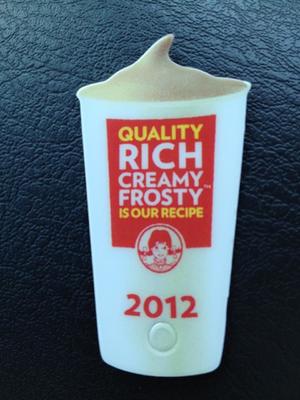 QUALITY
RICH
CREAMY
FROSTY™
IS OUR RECIPE
2012